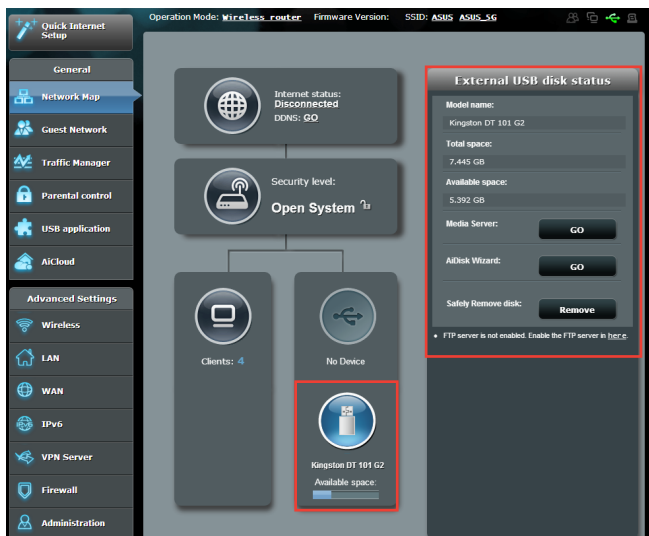 Operation Mode: Wireless router Firmware Version: SSID: ASUS ASUS_5G
Quick Internet
Setup
General
Network Map
Guest Network
Traffic Manager
Parental control
USB application
AiCloud
Advanced Settings
Wireless
LAN
WAN
IPv6
VPN Server
Firewall
Administration
Internet status:
Disconnected
DDNS: GO
Security level:
Open System
Clients: 4
No Device
Kingston DT 101 G2
Available space:
External USB disk status
Model name:
Kingston DT 101 G2
Total space:
7.445 GB
Available space:
5.392 GB
Media Server: GO
AiDisk Wizard: GO
Safely Remove disk: Remove
• FTP server is not enabled. Enable the FTP server in here.